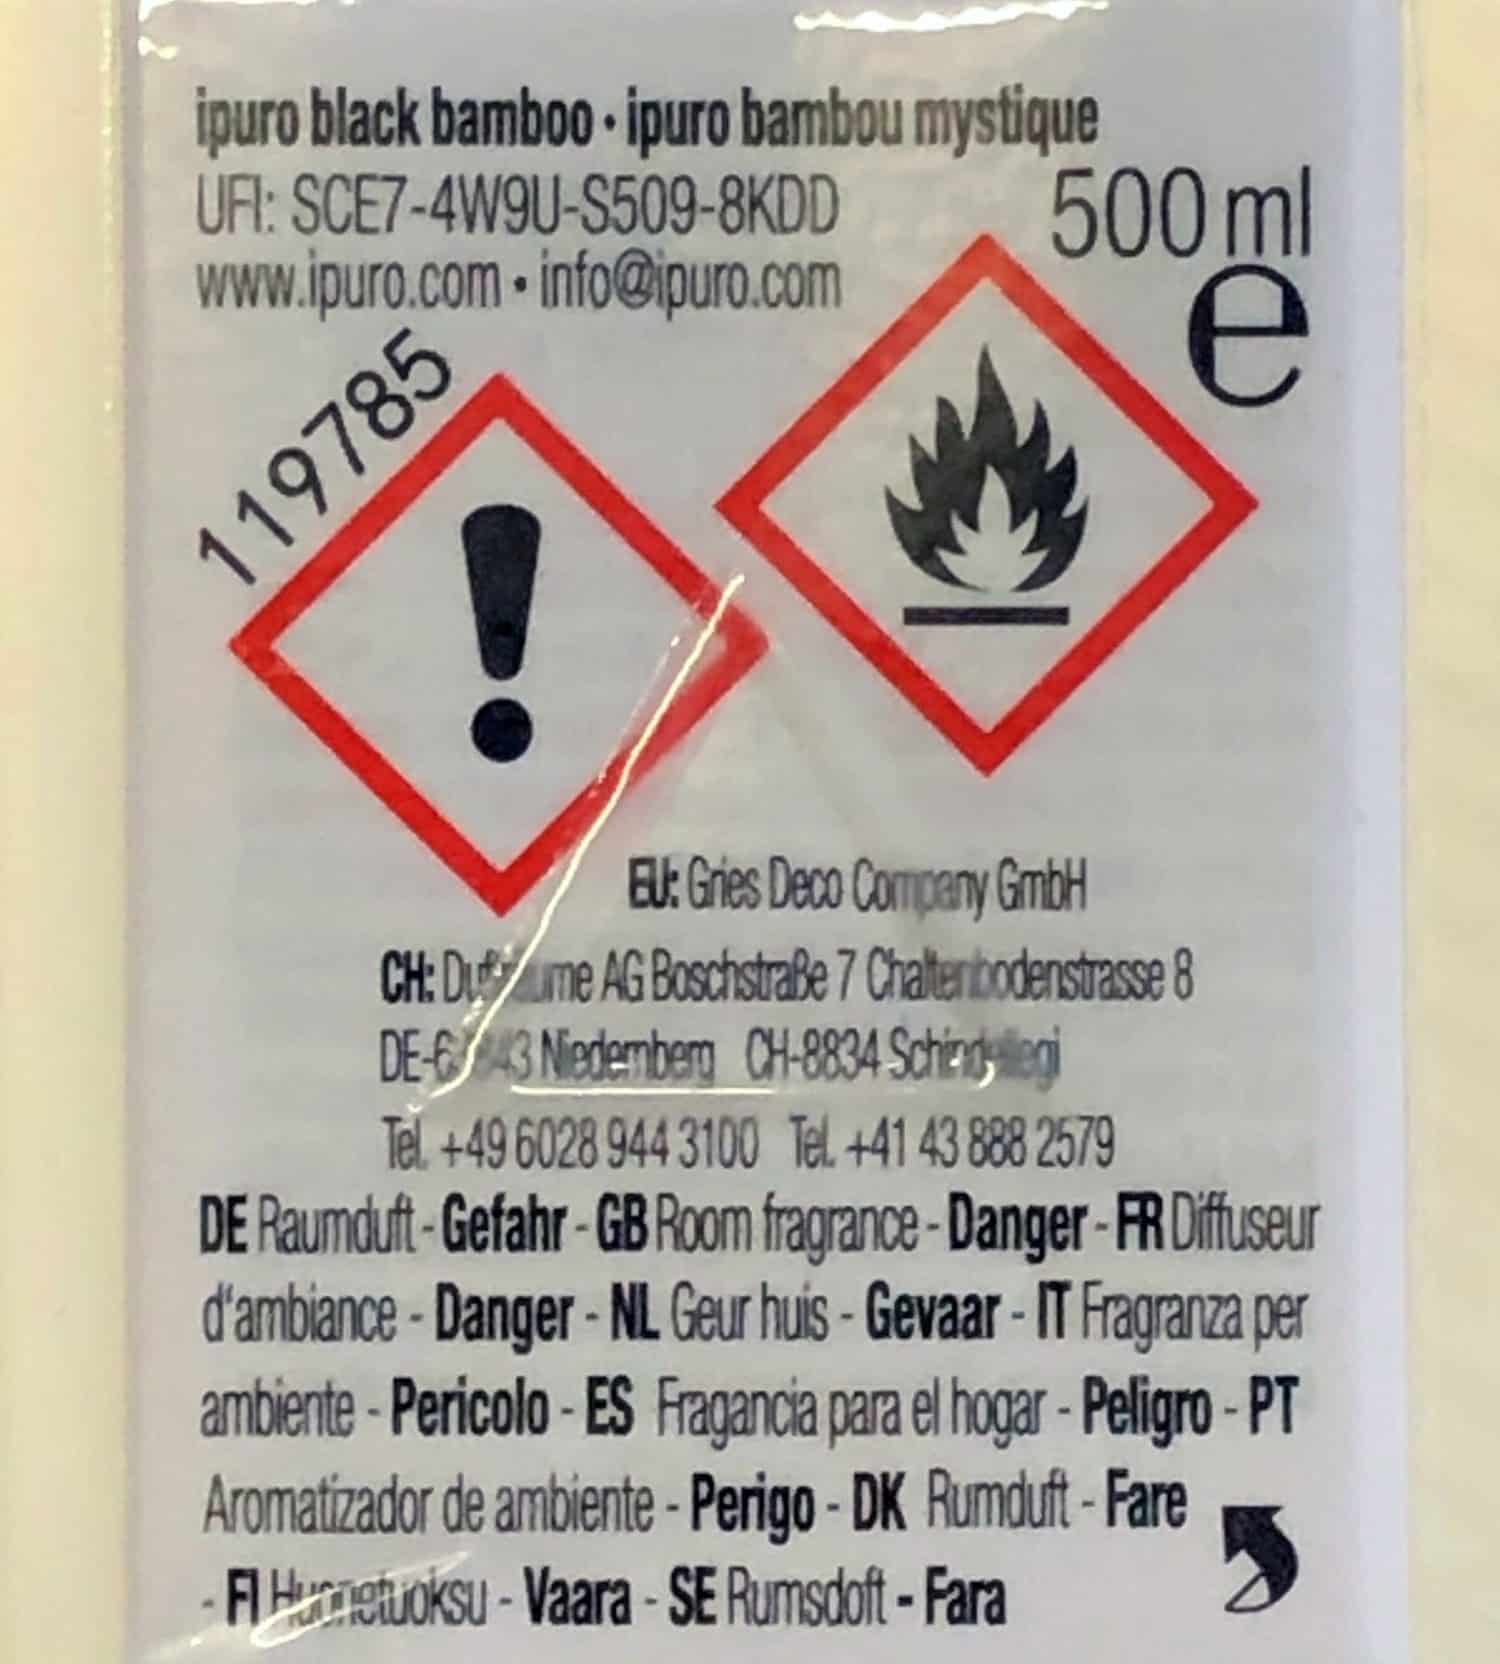 ipuro black bamboo • ipuro bambou mystique
UFI: SCE7-4W9U-S509-8KDD
500 ml
www.ipuro.com • info@ipuro.com
e
119785
EU: Gries Deco Company GmbH
CH: AG Boschstraße 7 Chaltenbodenstrasse 8
Niedernberg CH-8834 Schindellegi
Tel. +49 6028 944 3100 Tel. +41 43 888 2579
DE Raumduft - Gefahr - GB Room fragrance - Danger - FR Diffuseur
d'ambiance - Danger - NL Geur huis - Gevaar - IT Fragranza per
ambiente - Pericolo - ES Fragancia para el hogar - Peligro - PT
Aromatizador de ambiente - Perigo - DK Rumduft - Fare
- FI Huonetuoksu - Vaara - SE Rumsdoft - Fara